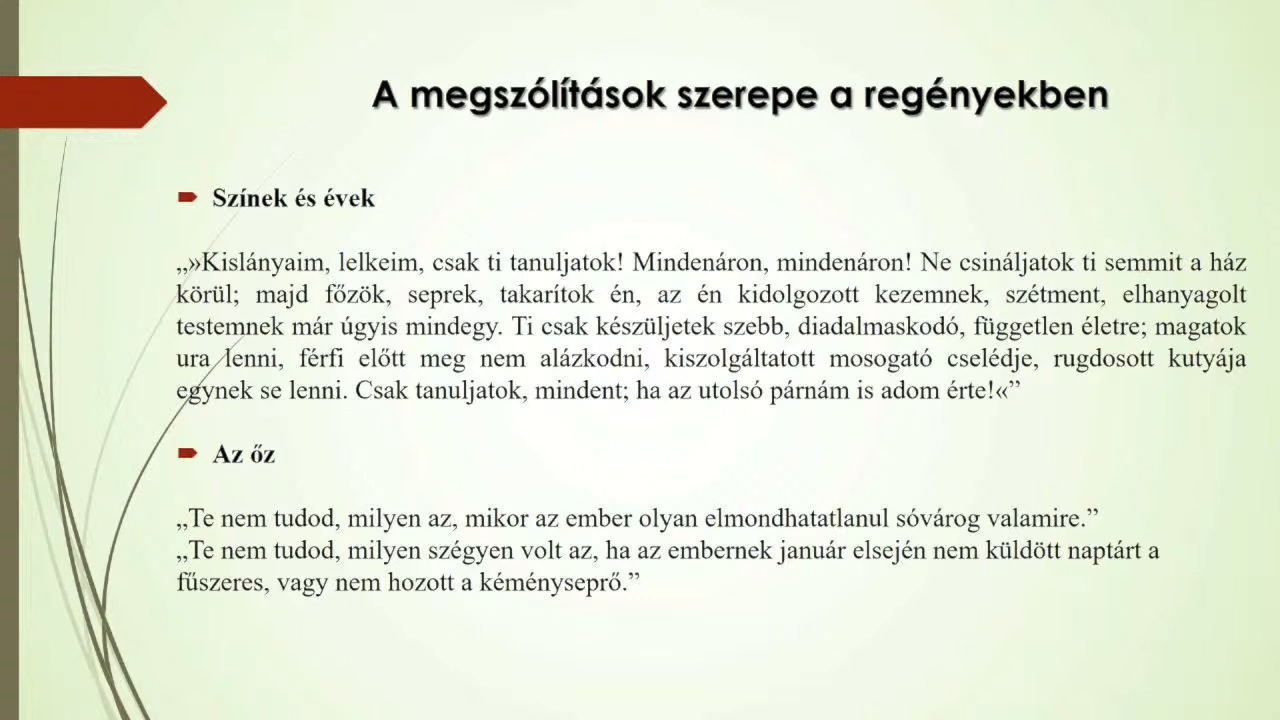 A megszólítások szerepe a regényekben
Színek és évek
„»Kislányaim, lelkeim, csak ti tanuljatok! Mindenáron, mindenáron! Ne csináljatok ti semmit a ház
körül; majd főzök, seprek, takarítok én, az én kidolgozott kezemnek, szétment, elhanyagolt
testemnek már úgyis mindegy. Ti csak készüljetek szebb, diadalmaskodó, független életre; magatok
ura lenni, férfi előtt meg nem alázkodni, kiszolgáltatott mosogató cselédje, rugdosott kutyája
egynek se lenni. Csak tanuljatok, mindent; ha az utolsó párnám is adom érte!«”
Az őz
„Te nem tudod, milyen az, mikor az ember olyan elmondhatatlanul sóvárog valamire.”
„Te nem tudod, milyen szégyen volt az, ha az embernek január elsején nem küldött naptárt a
fűszeres, vagy nem hozott a kéményseprő.”